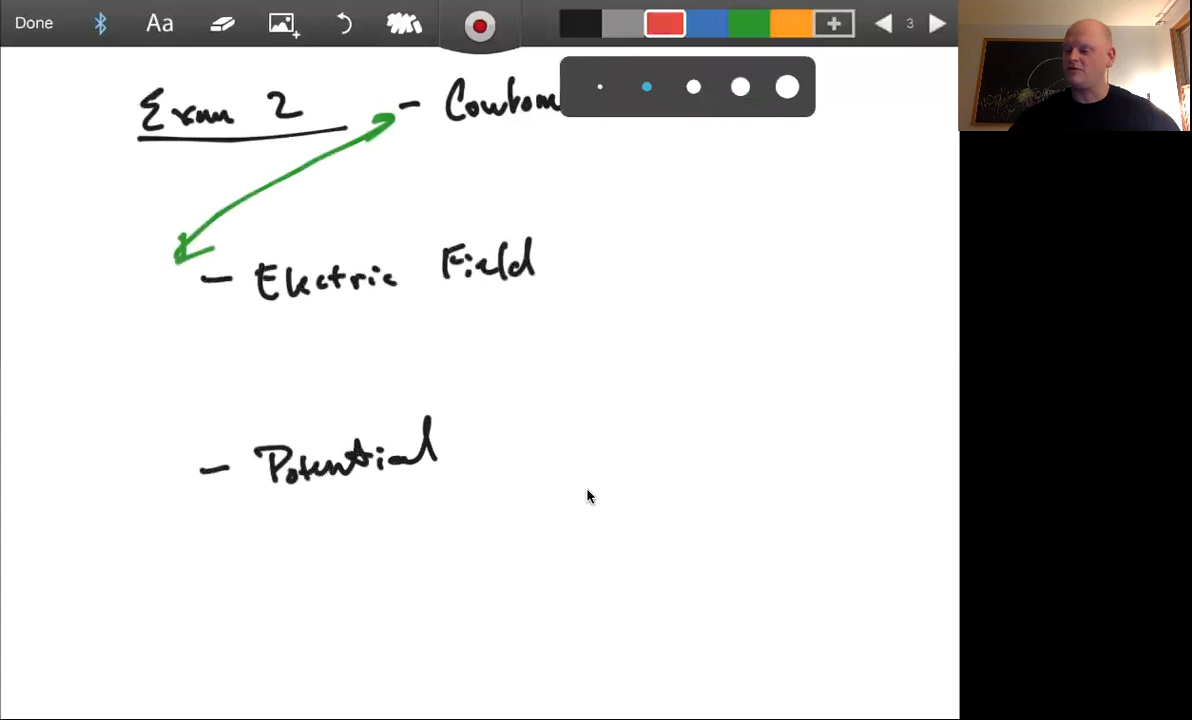 Done Aa 3
Exam 2 - Coulom
- Electric Field
- Potential